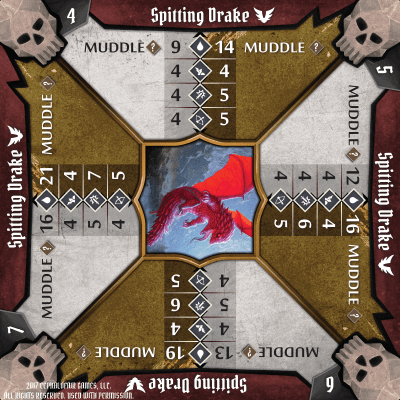 4
Spitting Drake
MUDDLE 9 14 MUDDLE
4 4
4 5
4 5
5
Spitting Drake
MUDDLE 12 16 MUDDLE
4 4
4 6
4 5
6
Spitting Drake
MUDDLE 13 19 MUDDLE
4 4
5 6
4 5
7
Spitting Drake
MUDDLE 16 21 MUDDLE
4 4
5 7
4 5
2017 CEPHALOFAIR GAMES, LLC.
ALL RIGHTS RESERVED. USED WITH PERMISSION.